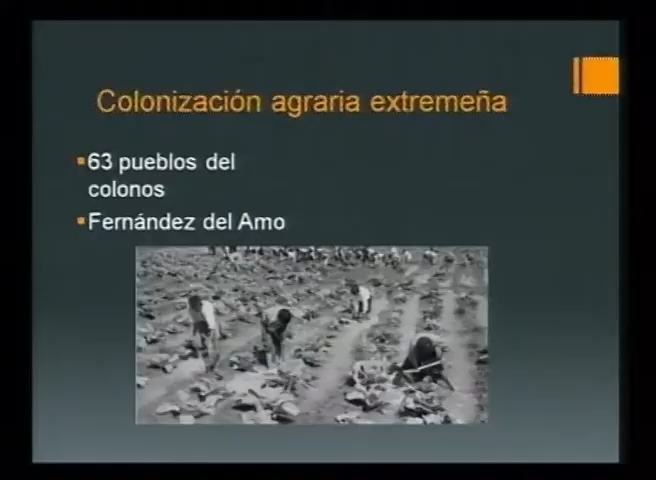 Colonización agraria extremeña
63 pueblos del
colonos
Fernández del Amo